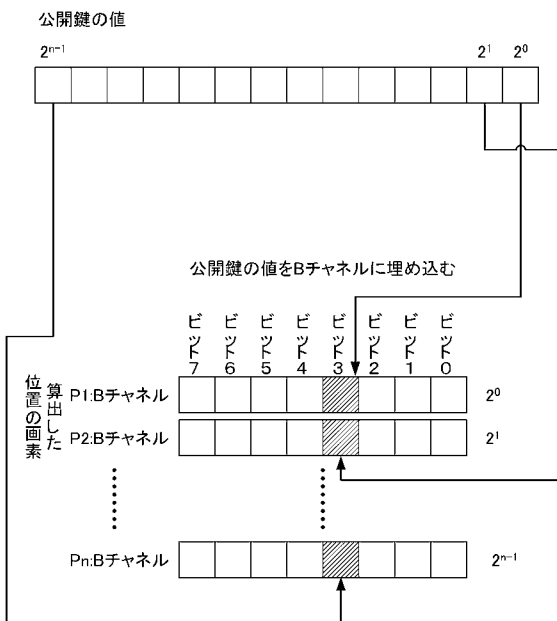 公開鍵の値
2ⁿ⁻¹ 2¹ 2⁰
公開鍵の値をBチャネルに埋め込む
ビット7 ビット6 ビット5 ビット4 ビット3 ビット2 ビット1 ビット0
算出した
位置の画素
P1:Bチャネル 2⁰
P2:Bチャネル 2¹
Pn:Bチャネル 2ⁿ⁻¹